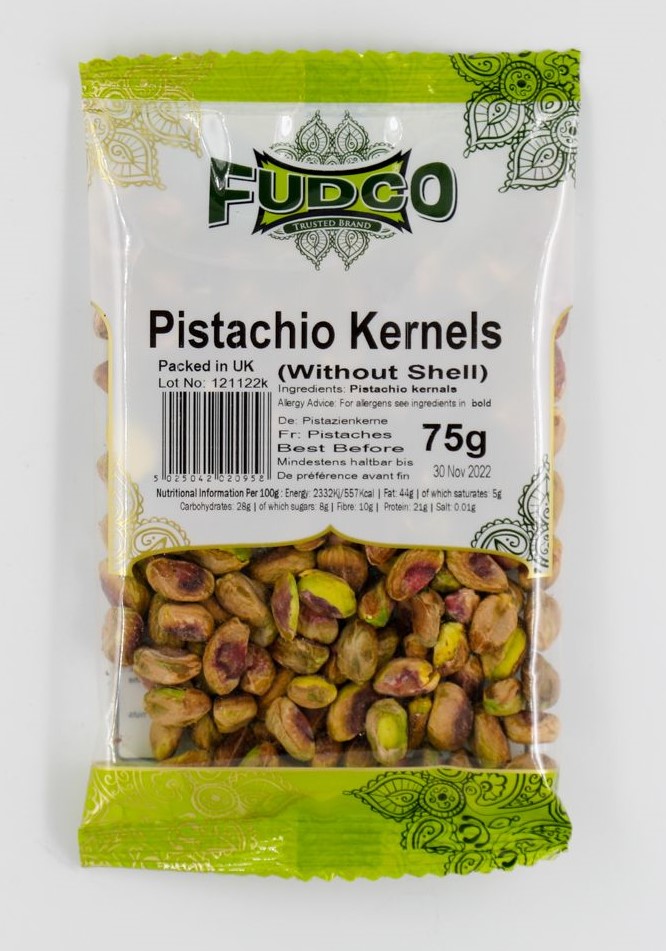 FUDCO
TRUSTED BRAND
Pistachio Kernels
Packed in UK
(Without Shell)
Lot No: 121122k
Ingredients: Pistachio kernals
Allergy Advice: For allergens see ingredients in bold
De: Pistazienkerne
Fr: Pistaches
75g
Best Before
Mindestens haltbar bis
De préférence avant fin
30 Nov 2022
5 025042 020958
Nutritional Information Per 100g: Energy: 2332Kj/557Kcal | Fat: 44g | of which saturates: 5g
Carbohydrates: 28g | of which sugars: 8g | Fibre: 10g | Protein: 21g | Salt: 0.01g